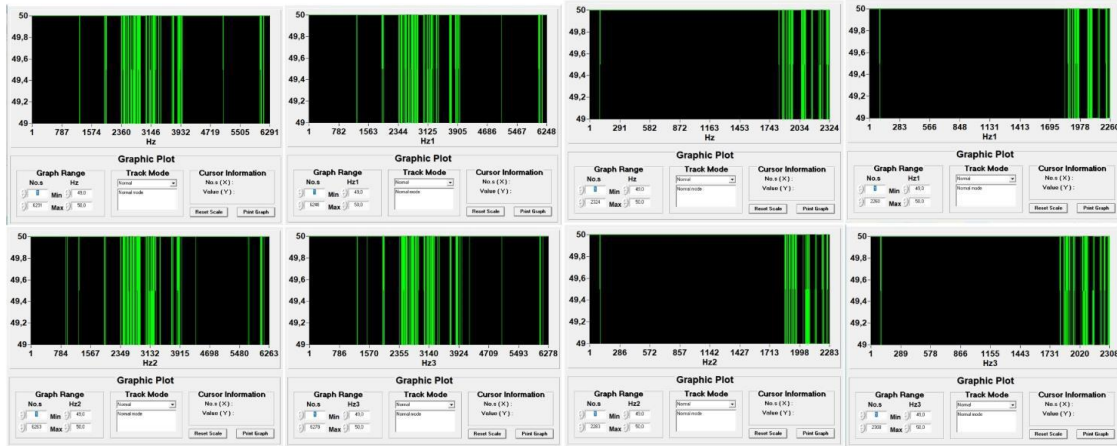 50
49,8
49,6
49,4
49,2
49
1 787 1574 2360 3146 3932 4719 5505 6291
Hz
Graphic Plot
Graph Range Track Mode Cursor Information
No.s Hz Normal No.s ( X ) :
Min 49,0 Normal mode Value ( Y ) :
Max 50,0
Reset Scale Print Graph
50
49,8
49,6
49,4
49,2
49
1 782 1563 2344 3125 3905 4686 5467 6248
Hz1
Graphic Plot
Graph Range Track Mode Cursor Information
No.s Hz1 Normal No.s ( X ) :
Min 49,0 Normal mode Value ( Y ) :
Max 50,0
Reset Scale Print Graph
50
49,8
49,6
49,4
49,2
49
1 291 582 872 1163 1453 1743 2034 2324
Hz
Graphic Plot
Graph Range Track Mode Cursor Information
No.s Hz Normal No.s ( X ) :
Min 49,0 Normal mode Value ( Y ) :
2324 Max 50,0
Reset Scale Print Graph
50
49,8
49,6
49,4
49,2
49
1 283 566 848 1131 1413 1695 1978 2260
Hz1
Graphic Plot
Graph Range Track Mode Cursor Information
No.s Hz1 Normal No.s ( X ) :
Min 49,0 Normal mode Value ( Y ) :
2260 Max 50,0
Reset Scale Print Graph
50
49,8
49,6
49,4
49,2
49
1 784 1567 2349 3132 3915 4698 5480 6263
Hz2
Graphic Plot
Graph Range Track Mode Cursor Information
No.s Hz2 Normal No.s ( X ) :
Min 49,0 Normal mode Value ( Y ) :
6263 Max 50,0
Reset Scale Print Graph
50
49,8
49,6
49,4
49,2
49
1 786 1570 2355 3140 3924 4709 5493 6278
Hz3
Graphic Plot
Graph Range Track Mode Cursor Information
No.s Hz3 Normal No.s ( X ) :
Min 49,0 Normal mode Value ( Y ) :
6278 Max 50,0
Reset Scale Print Graph
50
49,8
49,6
49,4
49,2
49
1 286 572 857 1142 1427 1713 1998 2283
Hz2
Graphic Plot
Graph Range Track Mode Cursor Information
No.s Hz2 Normal No.s ( X ) :
Min 49,0 Normal mode Value ( Y ) :
2283 Max 50,0
Reset Scale Print Graph
50
49,8
49,6
49,4
49,2
49
1 289 578 866 1155 1443 1731 2020 2308
Hz3
Graphic Plot
Graph Range Track Mode Cursor Information
No.s Hz3 Normal No.s ( X ) :
Min 49,0 Normal mode Value ( Y ) :
2308 Max 50,0
Reset Scale Print Graph